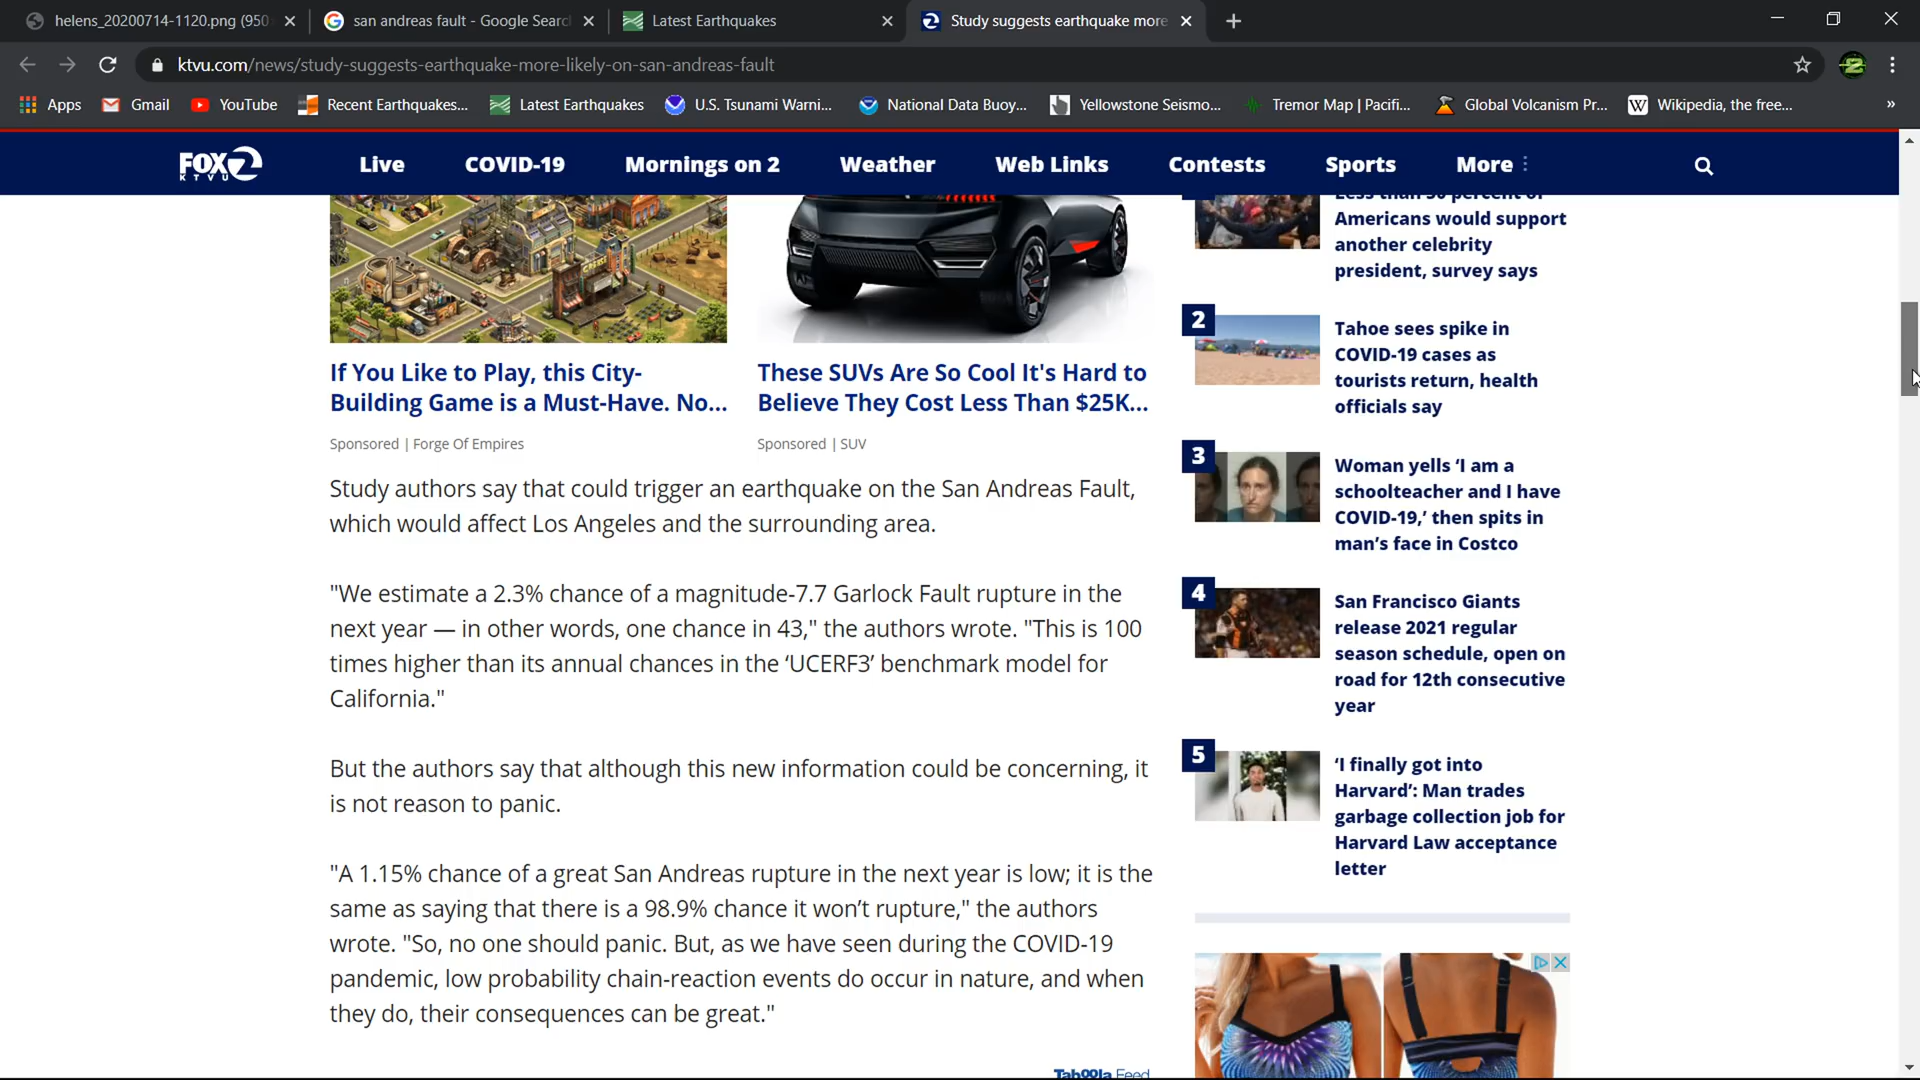 helens_20200714-1120.png (950
san andreas fault - Google Searc
Latest Earthquakes
Study suggests earthquake more
ktvu.com/news/study-suggests-earthquake-more-likely-on-san-andreas-fault
Apps
Gmail
YouTube
Recent Earthquakes...
Latest Earthquakes
U.S. Tsunami Warni...
National Data Buoy...
Yellowstone Seismo...
Tremor Map | Pacifi...
Global Volcanism Pr...
Wikipedia, the free...
FOX 2
KTVU
Live
COVID-19
Mornings on 2
Weather
Web Links
Contests
Sports
More
If You Like to Play, this City-
Building Game is a Must-Have. No...
Sponsored | Forge Of Empires
These SUVs Are So Cool It's Hard to
Believe They Cost Less Than $25K...
Sponsored | SUV
Study authors say that could trigger an earthquake on the San Andreas Fault,
which would affect Los Angeles and the surrounding area.
"We estimate a 2.3% chance of a magnitude-7.7 Garlock Fault rupture in the
next year — in other words, one chance in 43," the authors wrote. "This is 100
times higher than its annual chances in the ‘UCERF3’ benchmark model for
California."
But the authors say that although this new information could be concerning, it
is not reason to panic.
"A 1.15% chance of a great San Andreas rupture in the next year is low; it is the
same as saying that there is a 98.9% chance it won’t rupture," the authors
wrote. "So, no one should panic. But, as we have seen during the COVID-19
pandemic, low probability chain-reaction events do occur in nature, and when
they do, their consequences can be great."
Taboola Feed
Less than 30 percent of
Americans would support
another celebrity
president, survey says
2
Tahoe sees spike in
COVID-19 cases as
tourists return, health
officials say
3
Woman yells ‘I am a
schoolteacher and I have
COVID-19,’ then spits in
man’s face in Costco
4
San Francisco Giants
release 2021 regular
season schedule, open on
road for 12th consecutive
year
5
‘I finally got into
Harvard’: Man trades
garbage collection job for
Harvard Law acceptance
letter